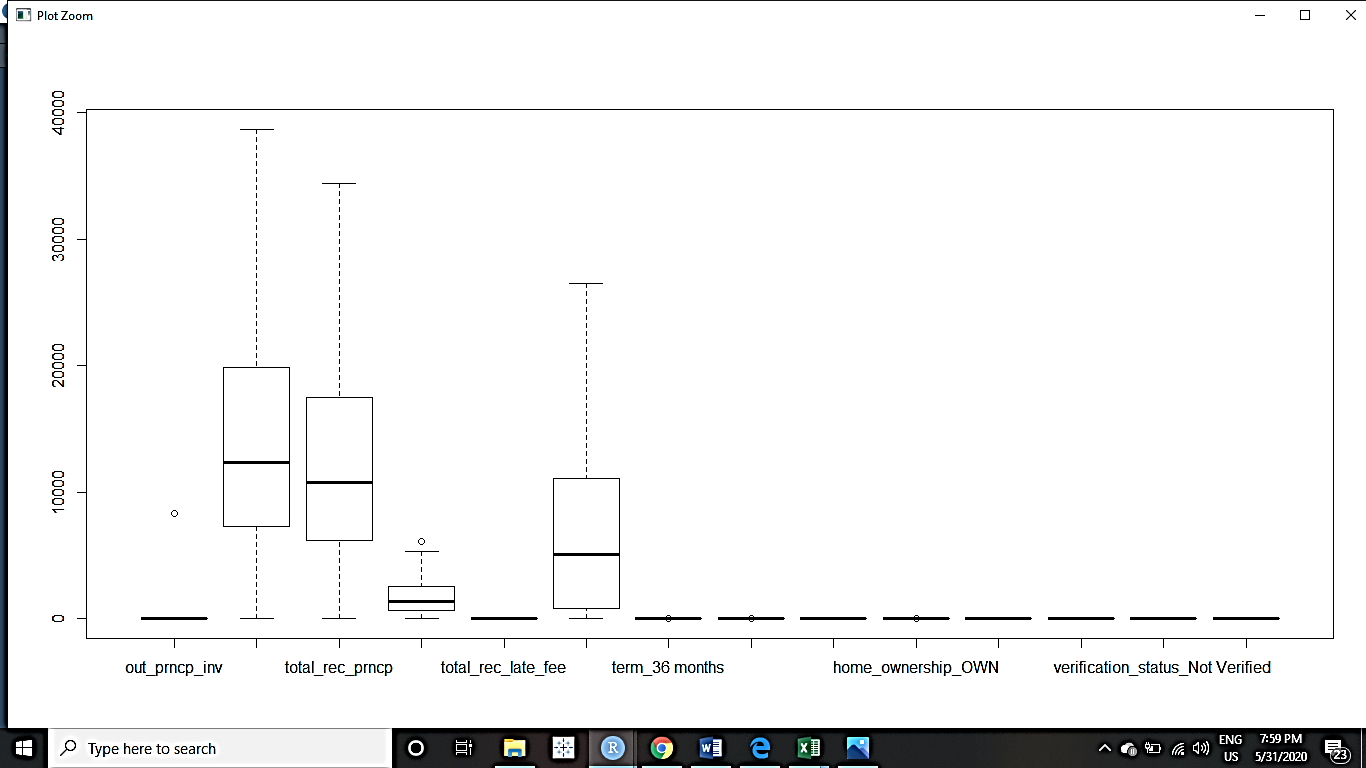 Plot Zoom
40000
30000
20000
10000
0
out_prncp_inv total_rec_prncp total_rec_late_fee term_36 months home_ownership_OWN verification_status_Not Verified
Type here to search
R
ENG
US
7:59 PM
5/31/2020
23